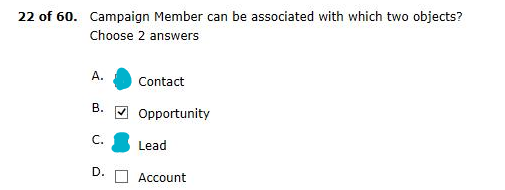 22 of 60. Campaign Member can be associated with which two objects?
Choose 2 answers
A. Contact
B. Opportunity
C. Lead
D. Account